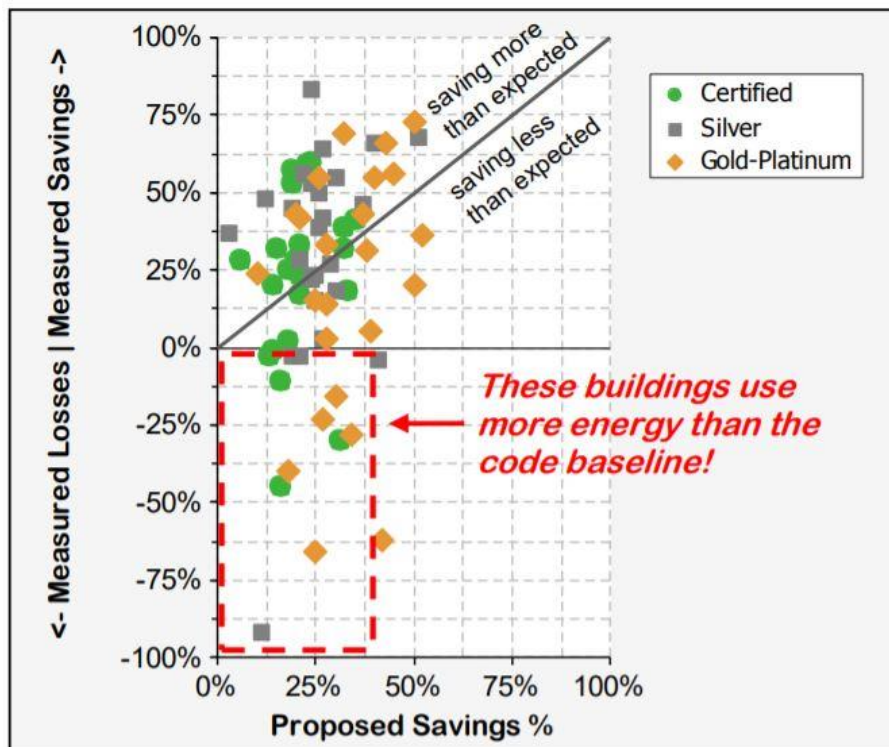 100%
75%
50%
25%
0%
-25%
-50%
-75%
-100%
<- Measured Losses | Measured Savings ->
saving more
than expected
saving less
than expected
Certified
Silver
Gold-Platinum
These buildings use
more energy than the
code baseline!
0% 25% 50% 75% 100%
Proposed Savings %